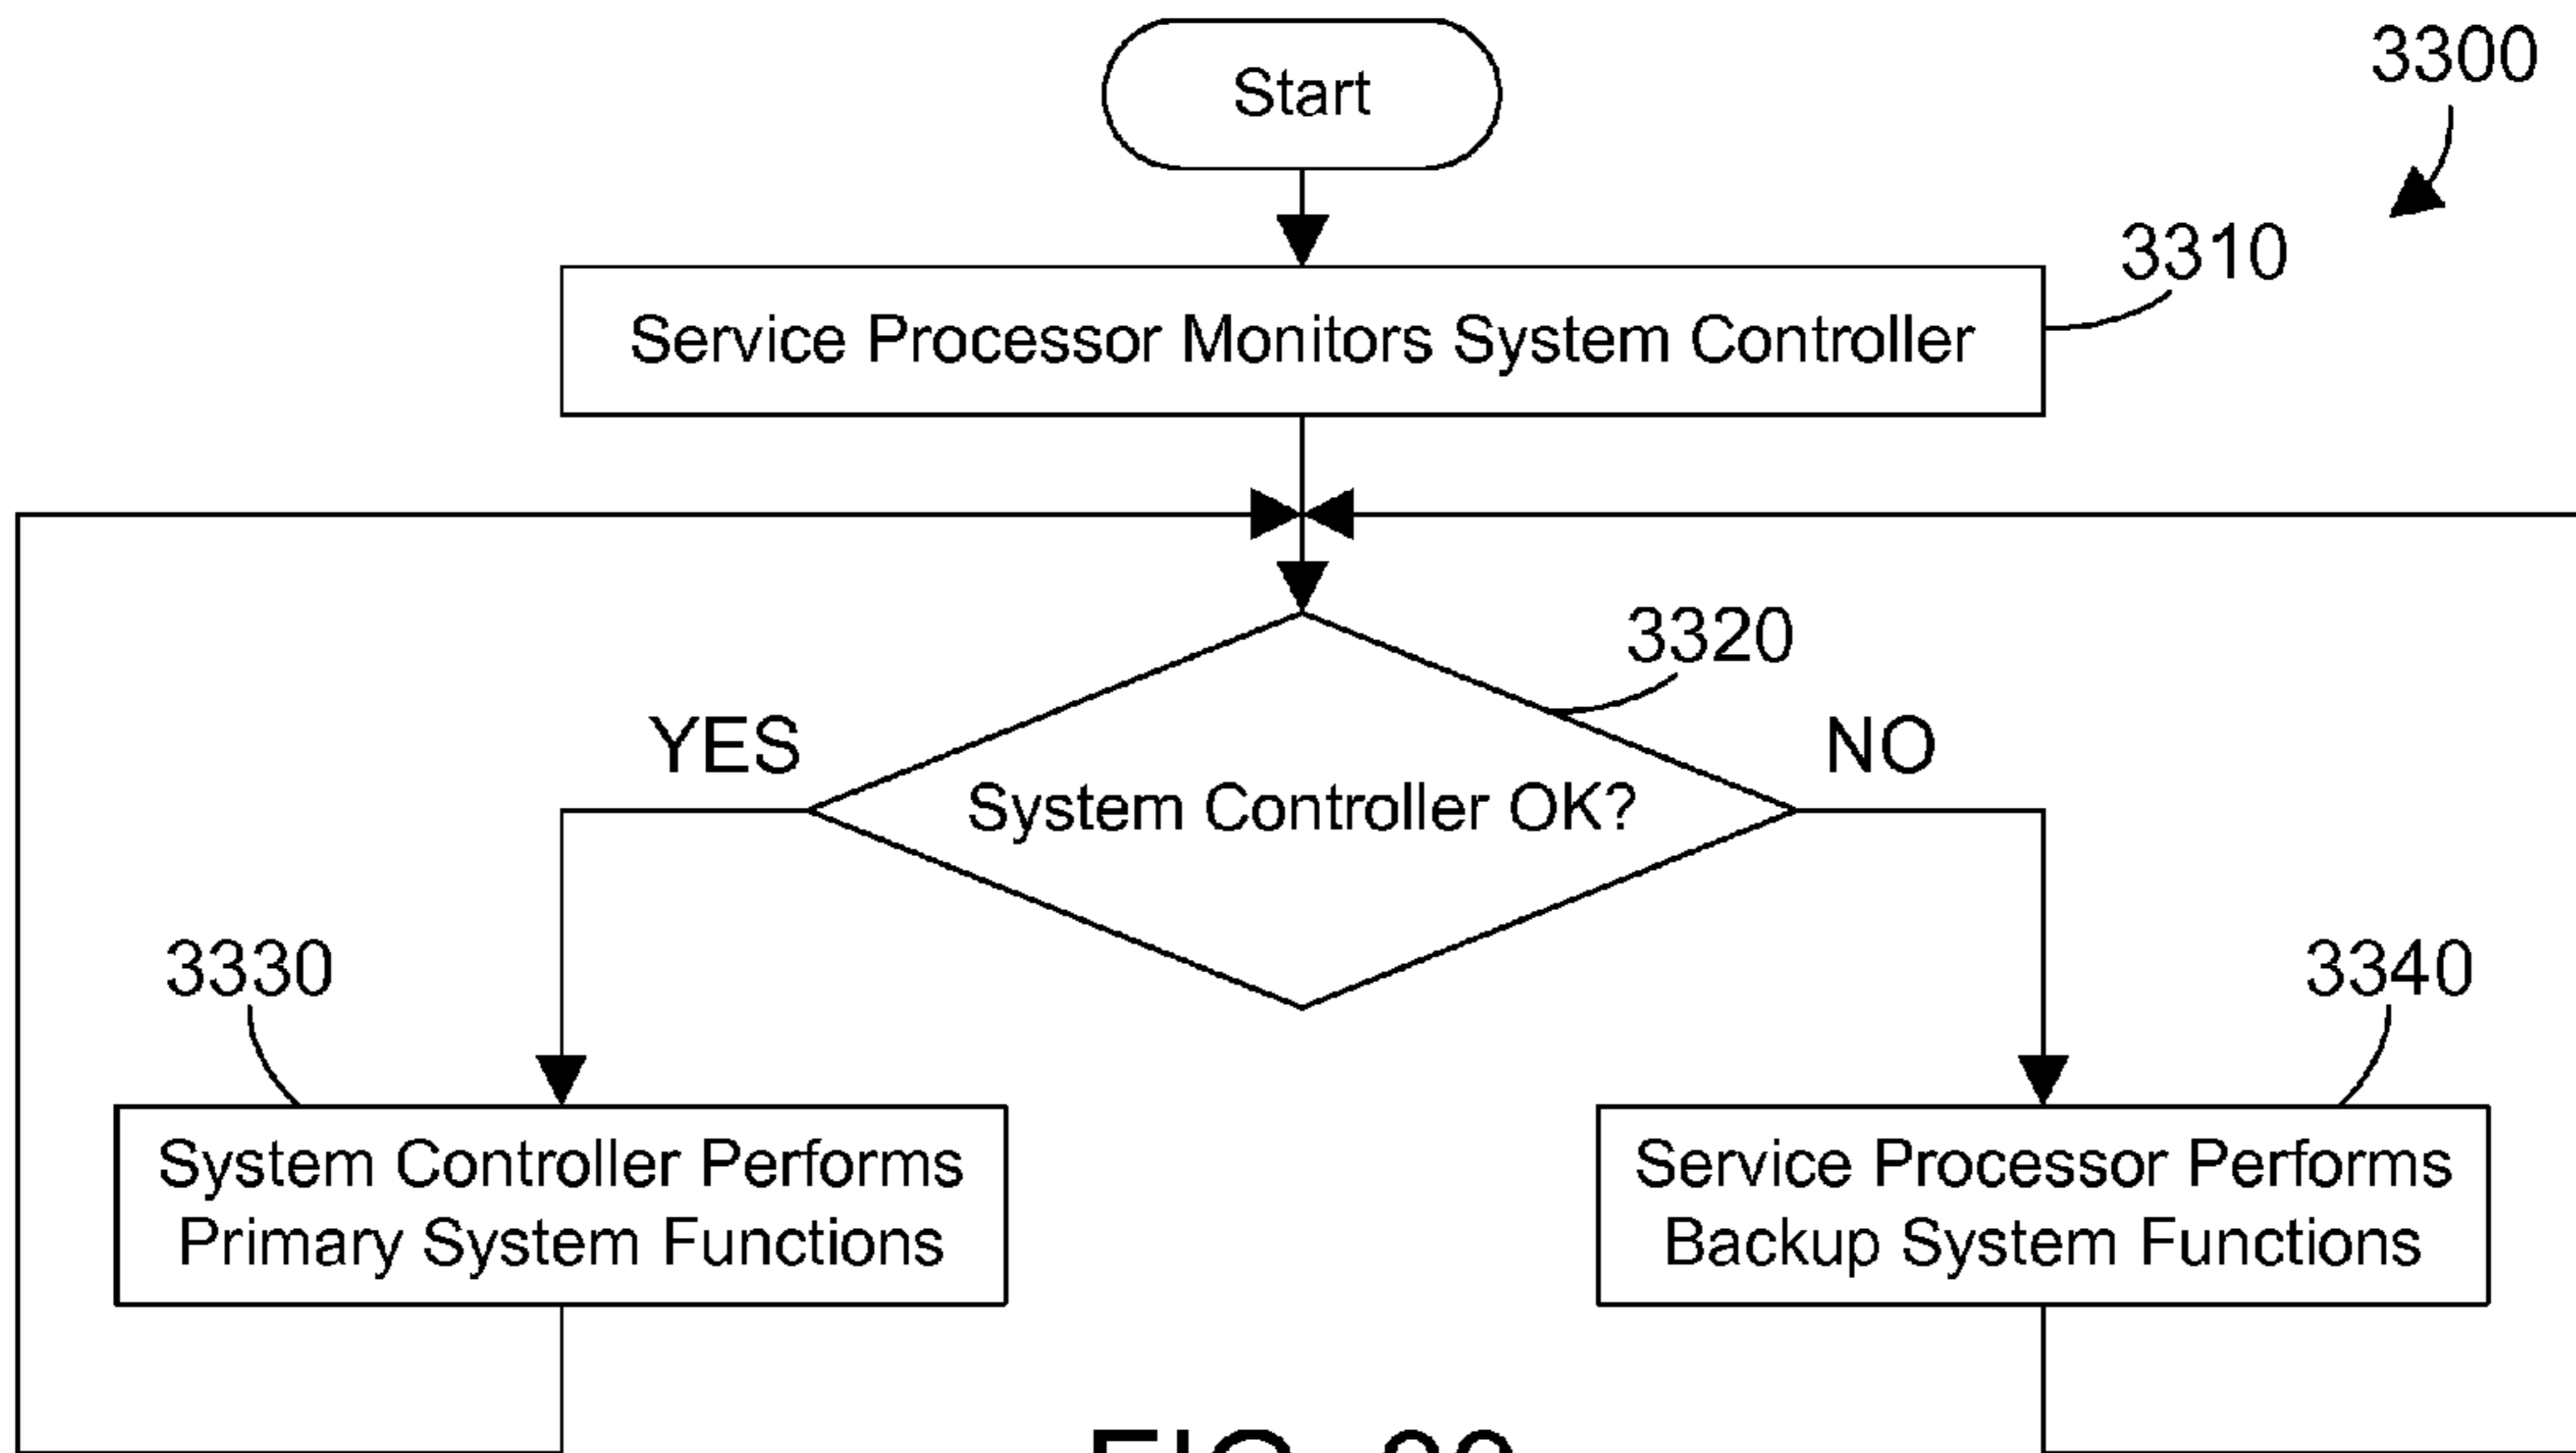 Start
3300
3310
Service Processor Monitors System Controller
3320
YES
NO
System Controller OK?
3330
3340
System Controller Performs
Primary System Functions
Service Processor Performs
Backup System Functions
FIG.